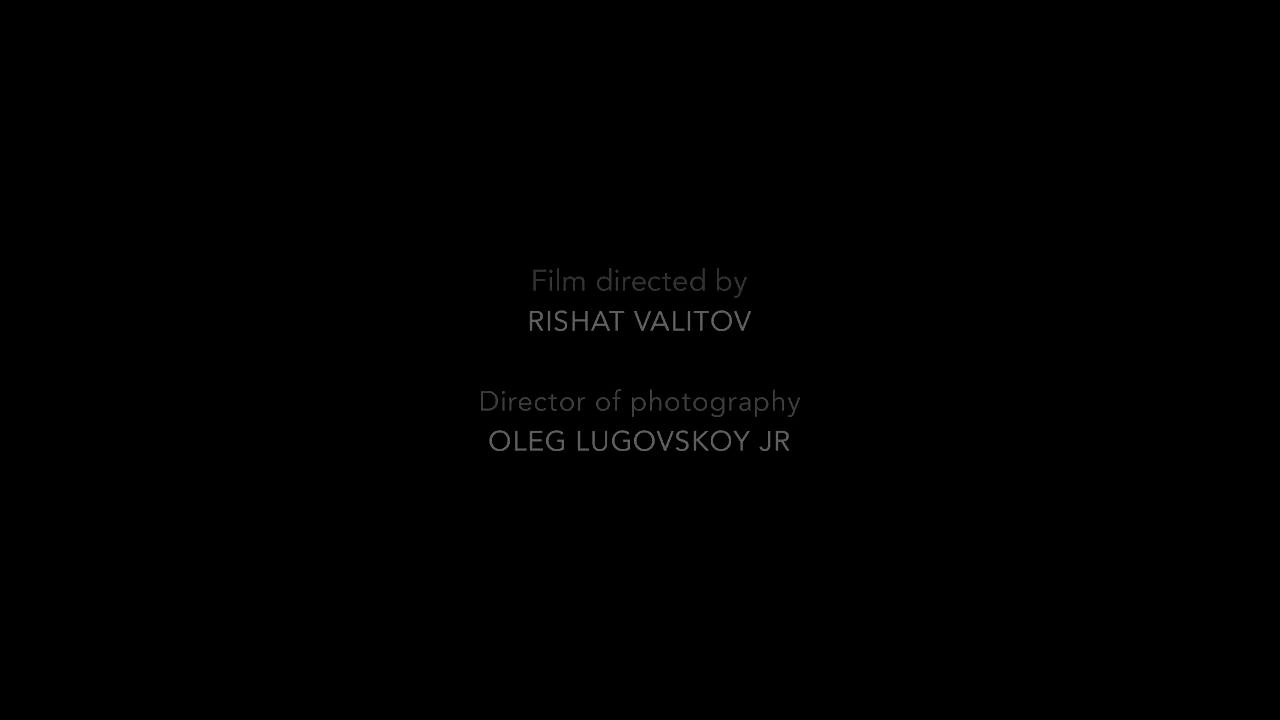 Film directed by
RISHAT VALITOV
Director of photography
OLEG LUGOVSKOY JR